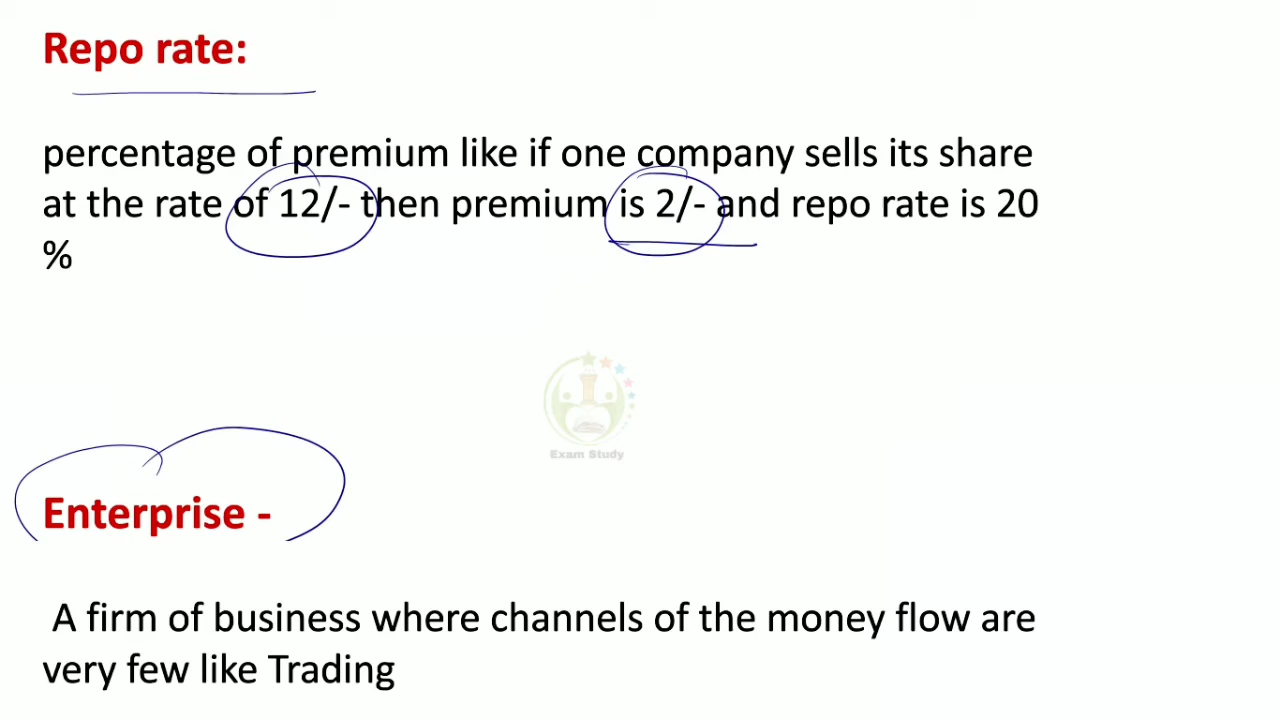 Repo rate:
percentage of premium like if one company sells its share
at the rate of 12/- then premium is 2/- and repo rate is 20
%
Exam Study
Enterprise -
A firm of business where channels of the money flow are
very few like Trading